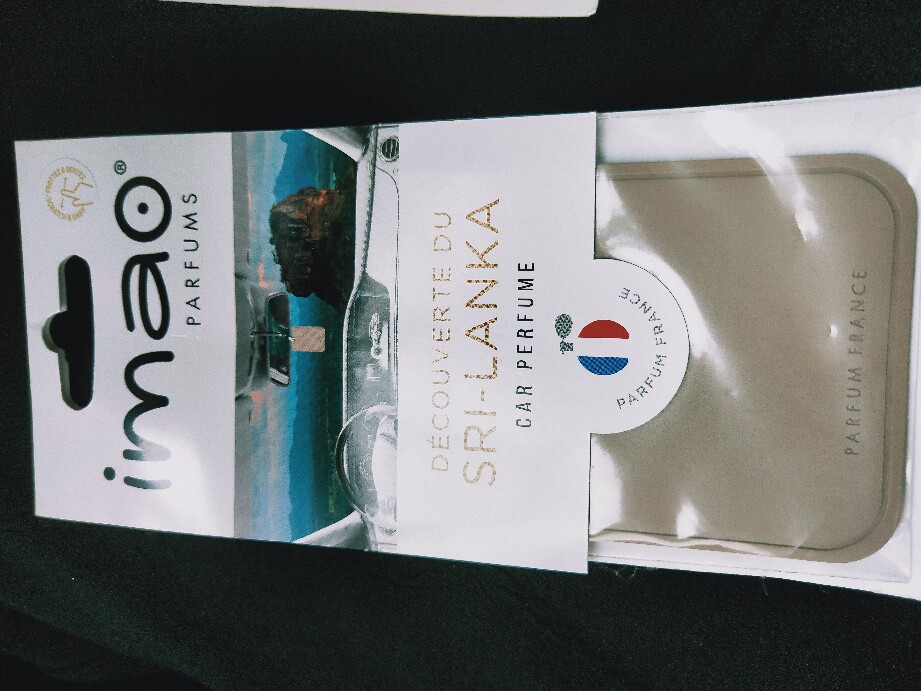 imao®
PARFUMS
DÉCOUVERTE DU
SRI-LANKA
CAR PERFUME
PARFUM FRANCE
PARFUM FRANCE